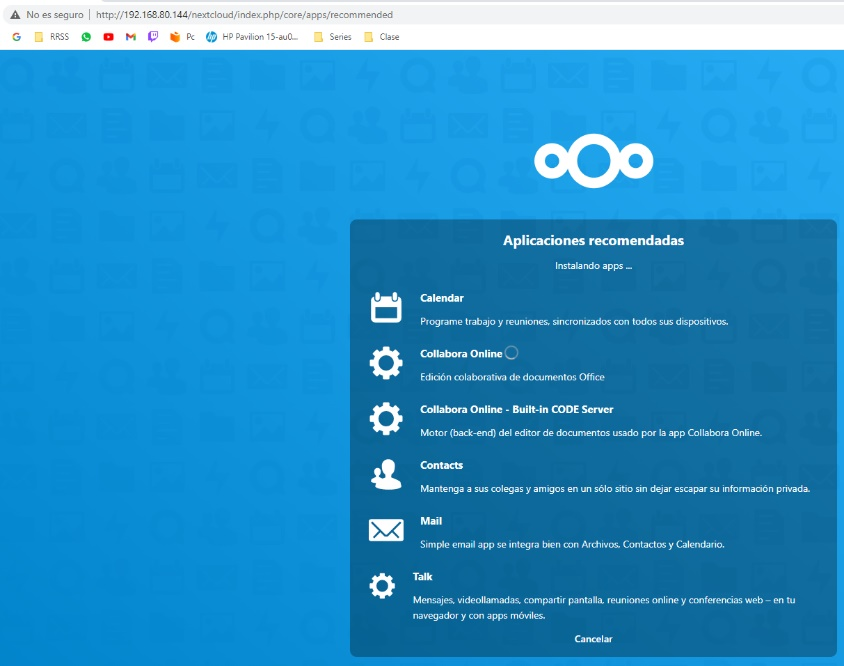 No es seguro | http://192.168.80.144/nextcloud/index.php/core/apps/recommended
RRSS Pc HP Pavilion 15-au0... Series Clase
Aplicaciones recomendadas
Instalando apps ...
Calendar
Programe trabajo y reuniones, sincronizados con todos sus dispositivos.
Collabora Online
Edición colaborativa de documentos Office
Collabora Online - Built-in CODE Server
Motor (back-end) del editor de documentos usado por la app Collabora Online.
Contacts
Mantenga a sus colegas y amigos en un sólo sitio sin dejar escapar su información privada.
Mail
Simple email app se integra bien con Archivos, Contactos y Calendario.
Talk
Mensajes, videollamadas, compartir pantalla, reuniones online y conferencias web – en tu
navegador y con apps móviles.
Cancelar